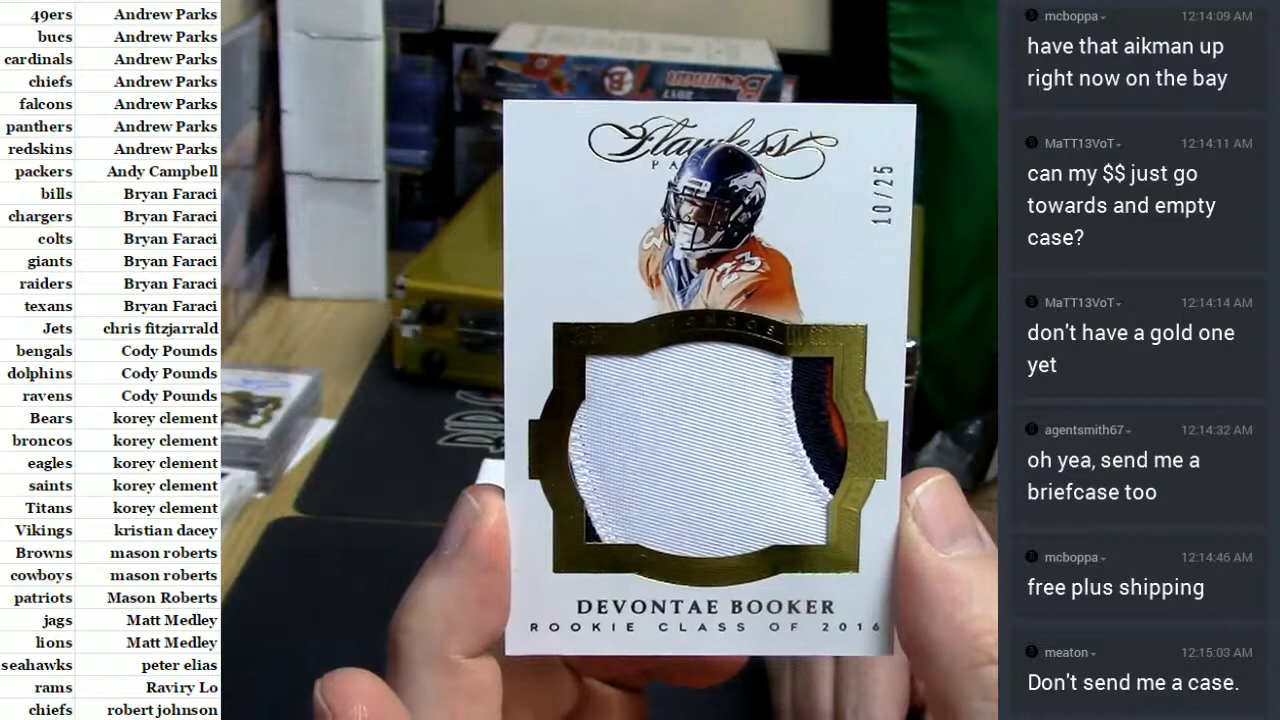 49ers Andrew Parks
bucs Andrew Parks
cardinals Andrew Parks
chiefs Andrew Parks
falcons Andrew Parks
panthers Andrew Parks
redskins Andrew Parks
packers Andy Campbell
bills Bryan Faraci
chargers Bryan Faraci
colts Bryan Faraci
giants Bryan Faraci
raiders Bryan Faraci
texans Bryan Faraci
Jets chris fitzjarrald
bengals Cody Pounds
dolphins Cody Pounds
ravens Cody Pounds
Bears korey clement
broncos korey clement
eagles korey clement
saints korey clement
Titans korey clement
Vikings kristian dacey
Browns mason roberts
cowboys mason roberts
patriots Mason Roberts
jags Matt Medley
lions Matt Medley
seahawks peter elias
rams Raviry Lo
chiefs robert johnson
Bowman
2017
Flawless
10/25
23
DEVONTAE BOOKER
ROOKIE CLASS OF 2016
mcboppa 12:14:09 AM
have that aikman up
right now on the bay
MaTT13VoT 12:14:11 AM
can my $$ just go
towards and empty
case?
MaTT13VoT 12:14:14 AM
don't have a gold one
yet
agentsmith67 12:14:32 AM
oh yea, send me a
briefcase too
mcboppa 12:14:46 AM
free plus shipping
meaton 12:15:03 AM
Don't send me a case.